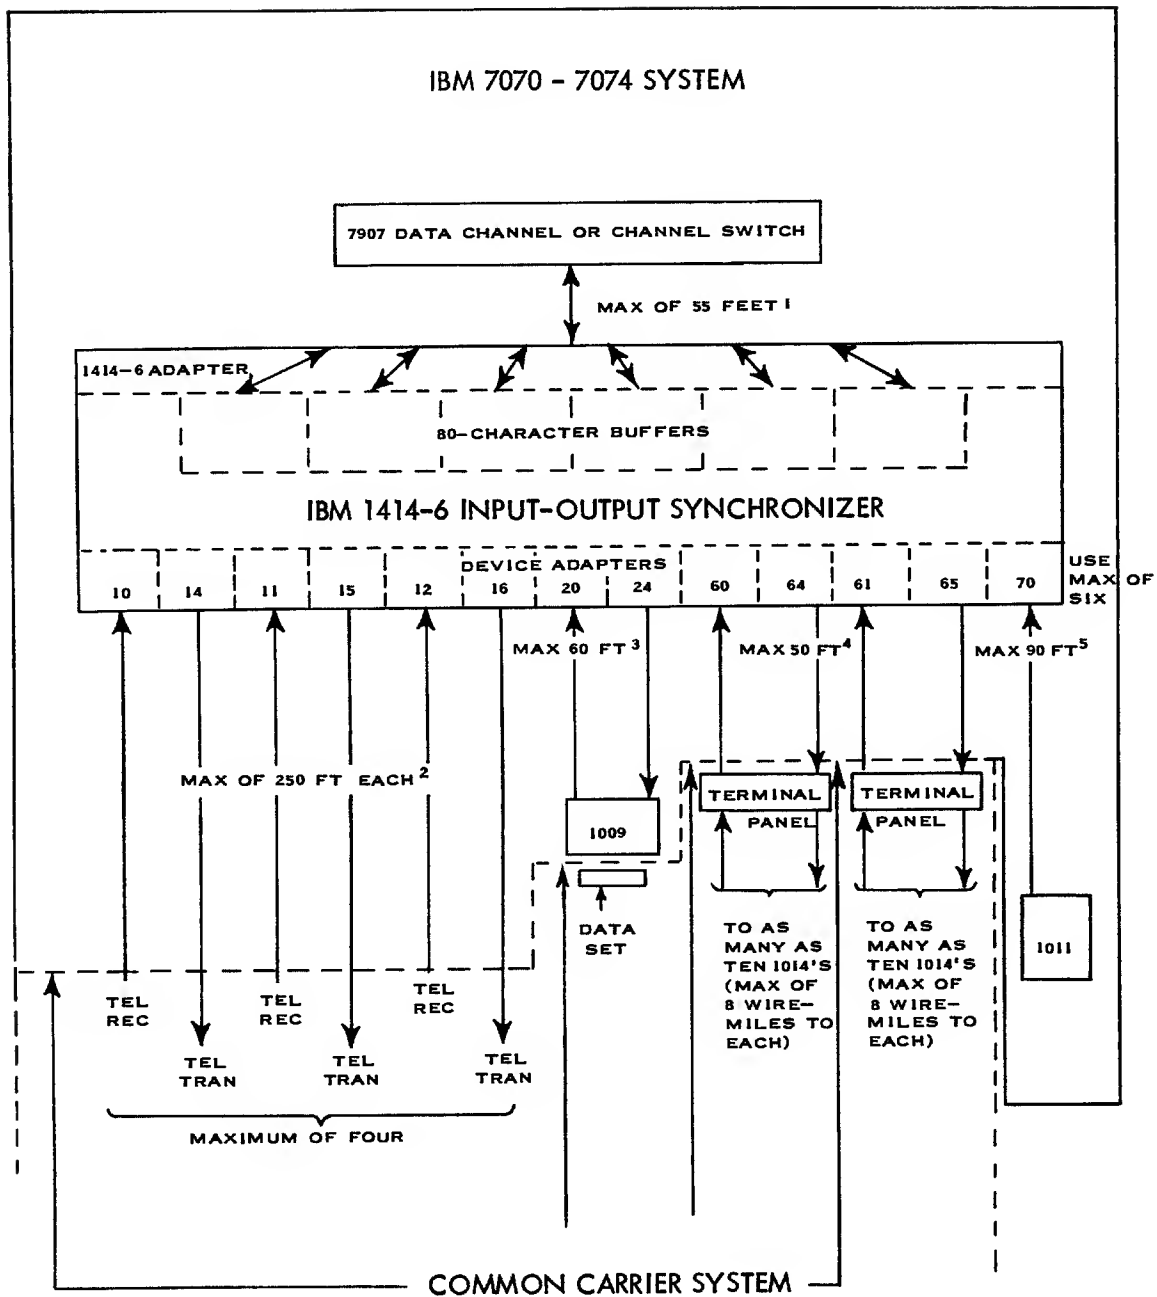 IBM 7070 - 7074 SYSTEM
7907 DATA CHANNEL OR CHANNEL SWITCH
MAX OF 55 FEET 1
1414-6 ADAPTER
80-CHARACTER BUFFERS
IBM 1414-6 INPUT-OUTPUT SYNCHRONIZER
DEVICE ADAPTERS
10 14 11 15 12 16 20 24 60 64 61 65 70
USE
MAX OF
SIX
MAX 60 FT 3
MAX 50 FT 4
MAX 90 FT 5
MAX OF 250 FT EACH 2
1009
DATA
SET
TERMINAL
PANEL
TERMINAL
PANEL
TO AS
MANY AS
TEN 1014'S
(MAX OF
8 WIRE-
MILES TO
EACH)
TO AS
MANY AS
TEN 1014'S
(MAX OF
8 WIRE-
MILES TO
EACH)
1011
TEL
REC
TEL
REC
TEL
REC
TEL
TRAN
TEL
TRAN
TEL
TRAN
MAXIMUM OF FOUR
COMMON CARRIER SYSTEM